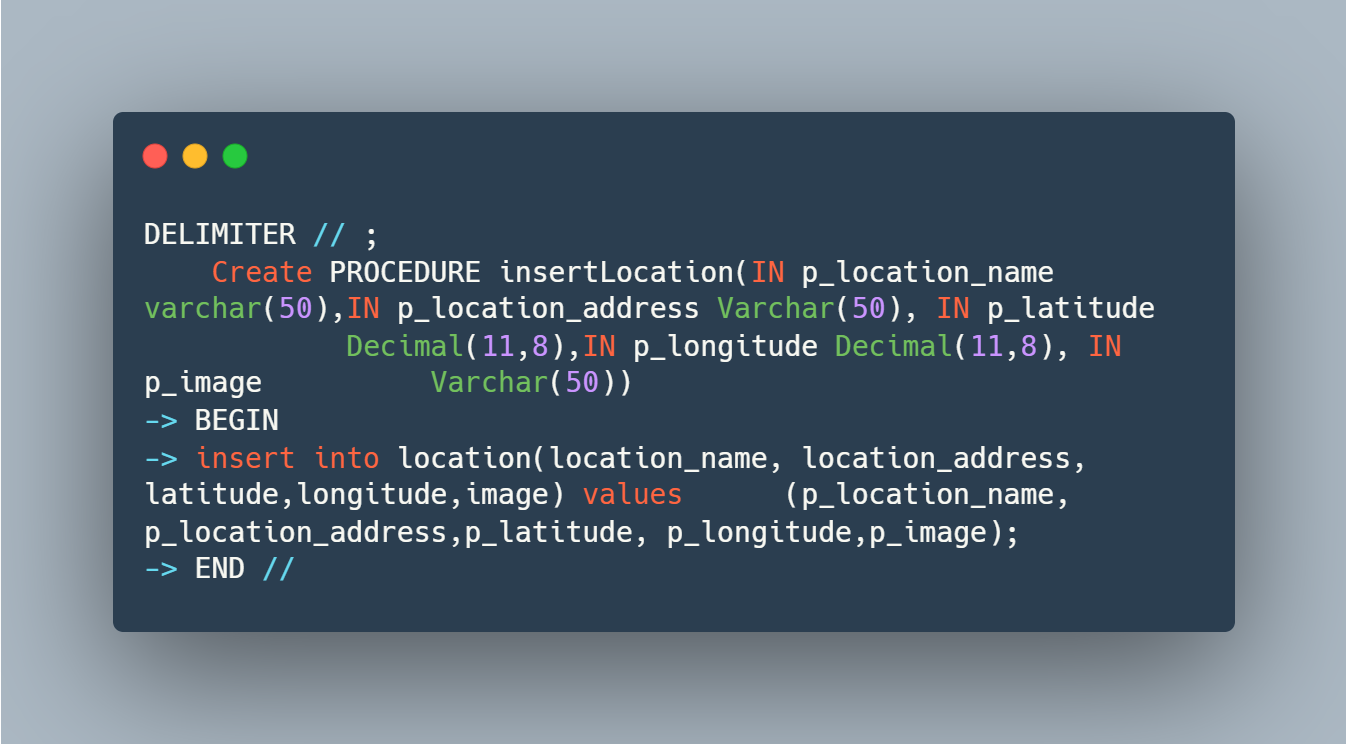 DELIMITER // ;
    Create PROCEDURE insertLocation(IN p_location_name
varchar(50),IN p_location_address Varchar(50), IN p_latitude
            Decimal(11,8),IN p_longitude Decimal(11,8), IN
p_image          Varchar(50))
-> BEGIN
-> insert into location(location_name, location_address,
latitude,longitude,image) values      (p_location_name,
p_location_address,p_latitude, p_longitude,p_image);
-> END //